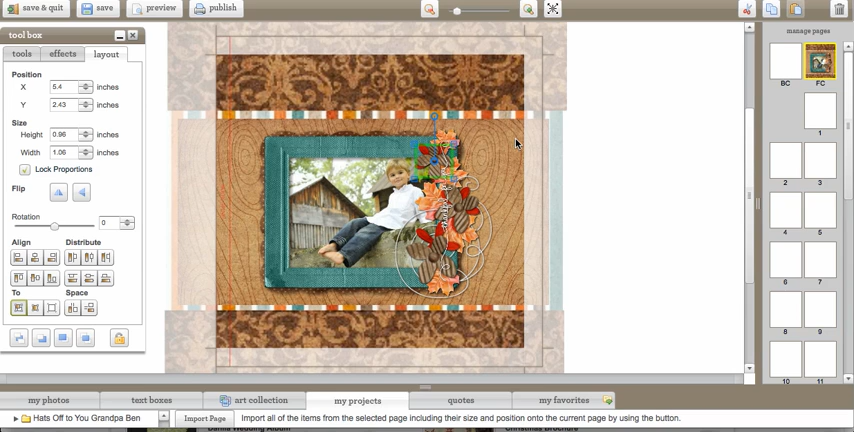 save & quit
save
preview
publish
manage pages
tool box
tools
effects
layout
Position
X 5.4 inches
Y 2.43 inches
Size
Height 0.96 inches
Width 1.06 inches
Lock Proportions
Flip
Rotation 0
Align Distribute
To Space
BC FC
1
2 3
4 5
6 7
8 9
10 11
my photos
text boxes
art collection
my projects
quotes
my favorites
Hats Off to You Grandpa Ben
Import Page
Import all of the items from the selected page including their size and position onto the current page by using the button.